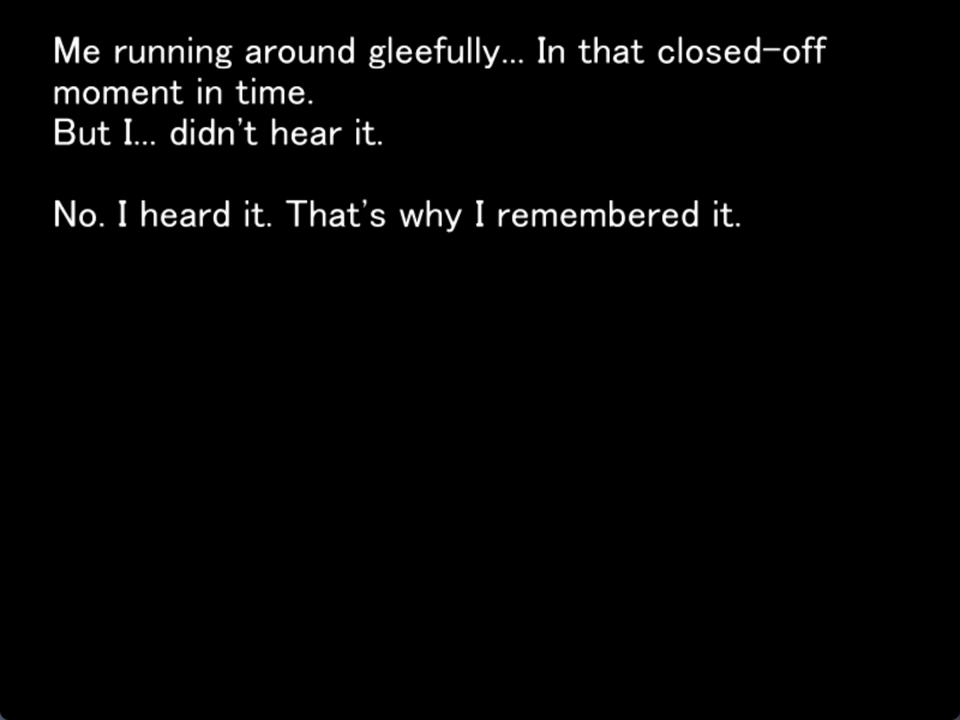 Me running around gleefully... In that closed-off
moment in time.
But I... didn't hear it.
No. I heard it. That's why I remembered it.